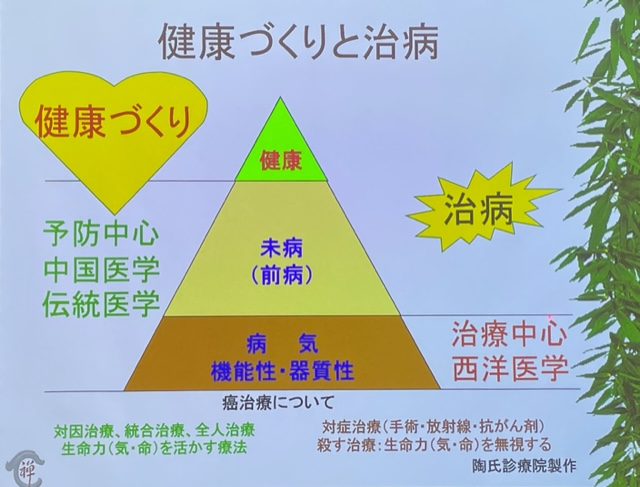 健康づくりと治病
健康づくり
健康
治病
予防中心
中国医学
伝統医学
未病
(前病)
病 気
機能性・器質性
治療中心
西洋医学
癌治療について
対因治療、統合治療、全人治療
生命力(気・命)を活かす療法
対症治療(手術・放射線・抗がん剤)
殺す治療:生命力(気・命)を無視する
陶氏診療院製作
禅